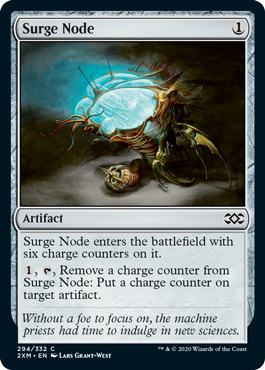 Surge Node 1
Artifact
Surge Node enters the battlefield with
six charge counters on it.
1, , Remove a charge counter from
Surge Node: Put a charge counter on
target artifact.
Without a foe to focus on, the machine
priests had time to indulge in new sciences.
294/332 C
2XM • EN Lars Grant-West
™ & © 2020 Wizards of the Coast